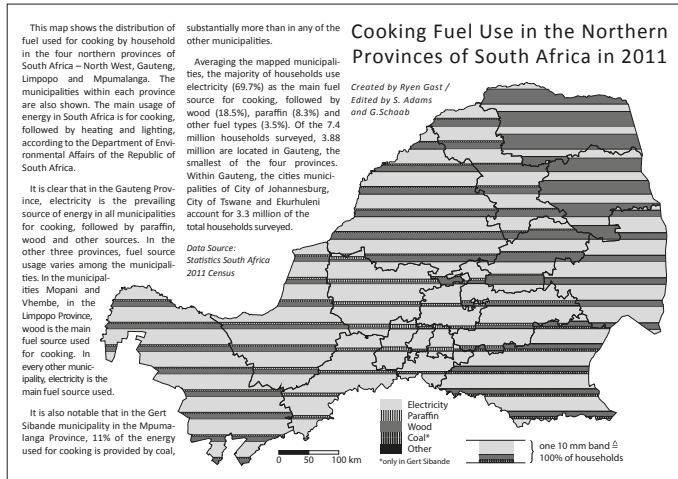 Cooking Fuel Use in the Northern
Provinces of South Africa in 2011
Created by Ryen Gast /
Edited by S. Adams
and G.Schaab
This map shows the distribution of
fuel used for cooking by household
in the four northern provinces of
South Africa – North West, Gauteng,
Limpopo and Mpumalanga. The
municipalities within each province
are also shown. The main usage of
energy in South Africa is for cooking,
followed by heating and lighting,
according to the Department of Envi-
ronmental Affairs of the Republic of
South Africa.
It is clear that in the Gauteng Prov-
ince, electricity is the prevailing
source of energy in all municipalities
for cooking, followed by paraffin,
wood and other sources. In the
other three provinces, fuel source
usage varies among the municipali-
ties. In the municipal-
ities Mopani and
Vhembe, in the
Limpopo Province,
wood is the main
fuel source used
for cooking. In
every other munic-
ipality, electricity is the
main fuel source used.
It is also notable that in the Gert
Sibande municipality in the Mpuma-
langa Province, 11% of the energy
used for cooking is provided by coal,
substantially more than in any of the
other municipalities.
Averaging the mapped municipali-
ties, the majority of households use
electricity (69.7%) as the main fuel
source for cooking, followed by
wood (18.5%), paraffin (8.3%) and
other fuel types (3.5%). Of the 7.4
million households surveyed, 3.88
million are located in Gauteng, the
smallest of the four provinces.
Within Gauteng, the cities munic-
ipalities of City of Johannesburg,
City of Tswane and Ekurhuleni
account for 3.3 million of the
total households surveyed.
Data Source:
Statistics South Africa
2011 Census
Electricity
Paraffin
Wood
Coal*
Other
*only in Gert Sibande
0 50 100 km
one 10 mm band ≙
100% of households